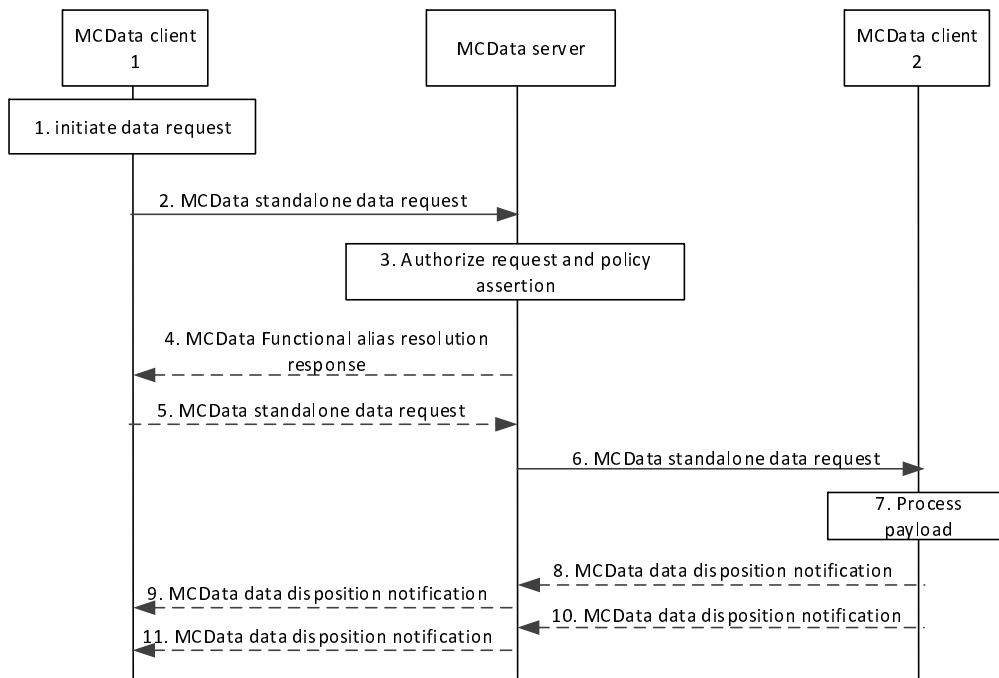 MCData client
1
MCData server
MCData client
2
1. initiate data request
2. MCData standalone data request
3. Authorize request and policy
assertion
4. MCData Functional alias resolution
response
5. MCData standalone data request
6. MCData standalone data request
7. Process
payload
8. MCData data disposition notification
9. MCData data disposition notification
10. MCData data disposition notification
11. MCData data disposition notification